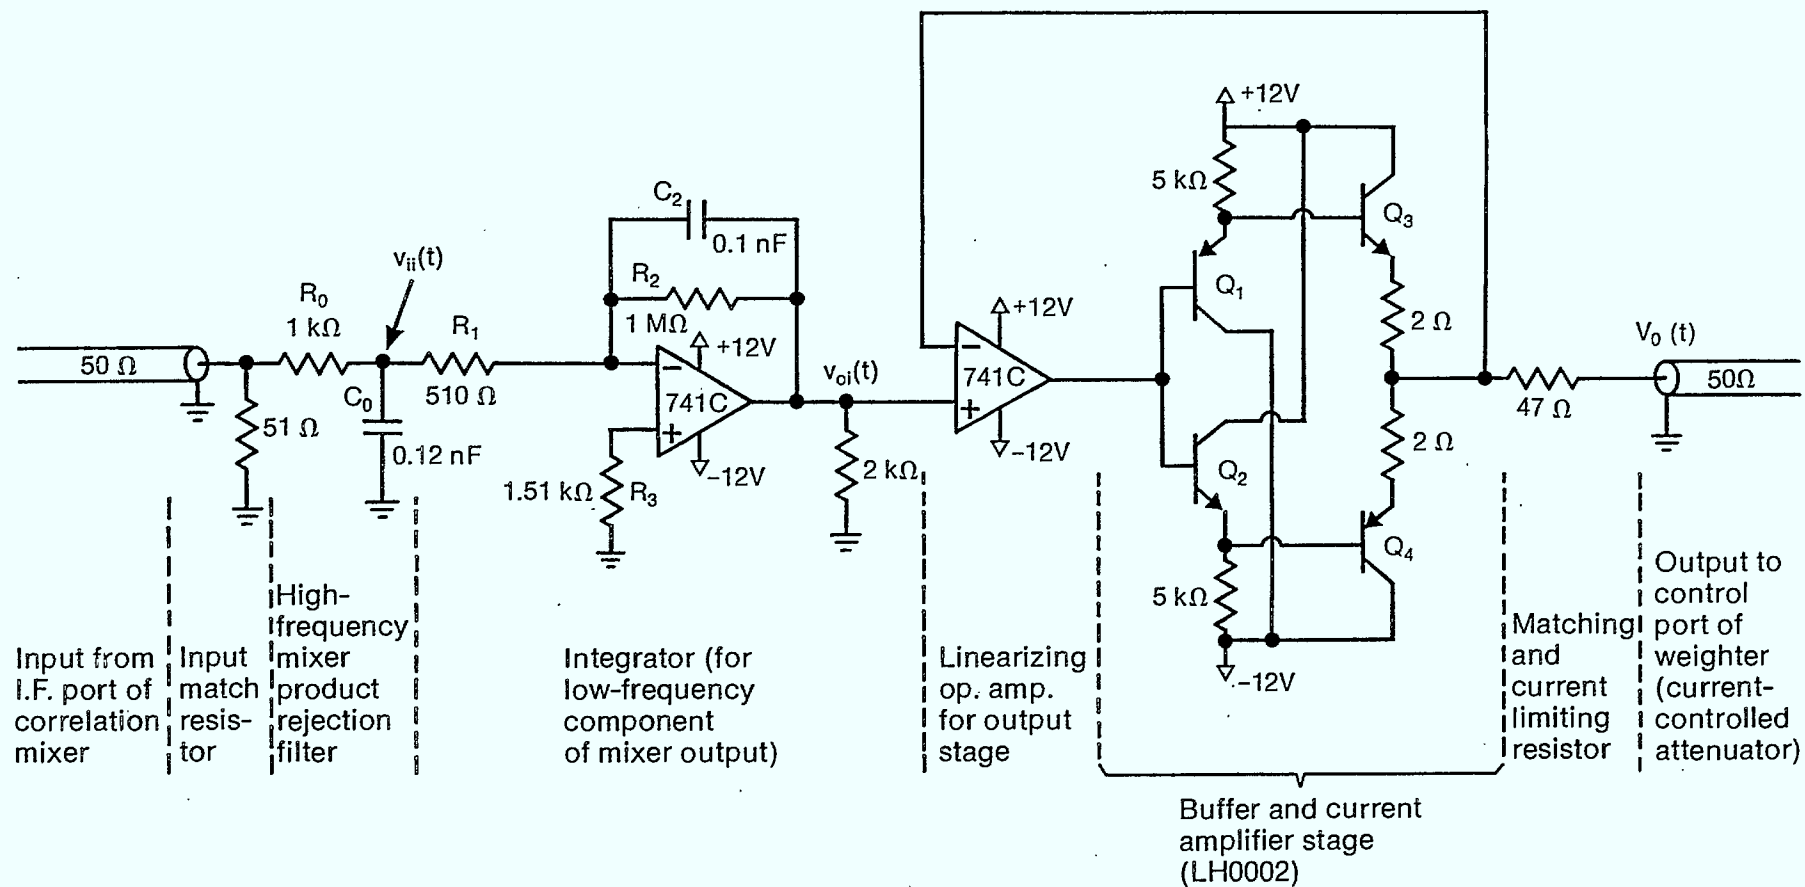 +12V
5 kΩ
Q3
C2
0.1 nF
vii(t)
R2
R0
1 kΩ
R1
1 MΩ
+12V
Q1
+12V
2 Ω
V0 (t)
50 Ω
−
741C
voi(t)
−
741C
50Ω
C0
510 Ω
+
+
47 Ω
51 Ω
0.12 nF
−12V
2 kΩ
−12V
Q2
2 Ω
1.51 kΩ
R3
Q4
5 kΩ
−12V
Input from
I.F. port of
correlation
mixer
Input
match
resis-
tor
High-
frequency
mixer
product
rejection
filter
Integrator (for
low-frequency
component
of mixer output)
Linearizing
op. amp.
for output
stage
Buffer and current
amplifier stage
(LH0002)
Matching
and
current
limiting
resistor
Output to
control
port of
weighter
(current-
controlled
attenuator)